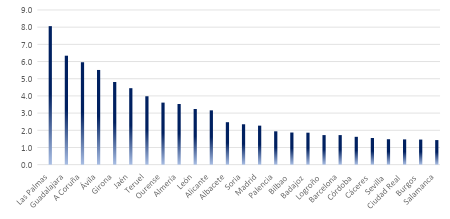 9.0
8.0
7.0
6.0
5.0
4.0
3.0
2.0
1.0
0.0
Las Palmas
Guadalajara
A Coruña
Ávila
Girona
Jaén
Teruel
Ourense
Almería
León
Alicante
Albacete
Soria
Madrid
Palencia
Bilbao
Badajoz
Logroño
Barcelona
Córdoba
Cáceres
Sevilla
Ciudad Real
Burgos
Salamanca